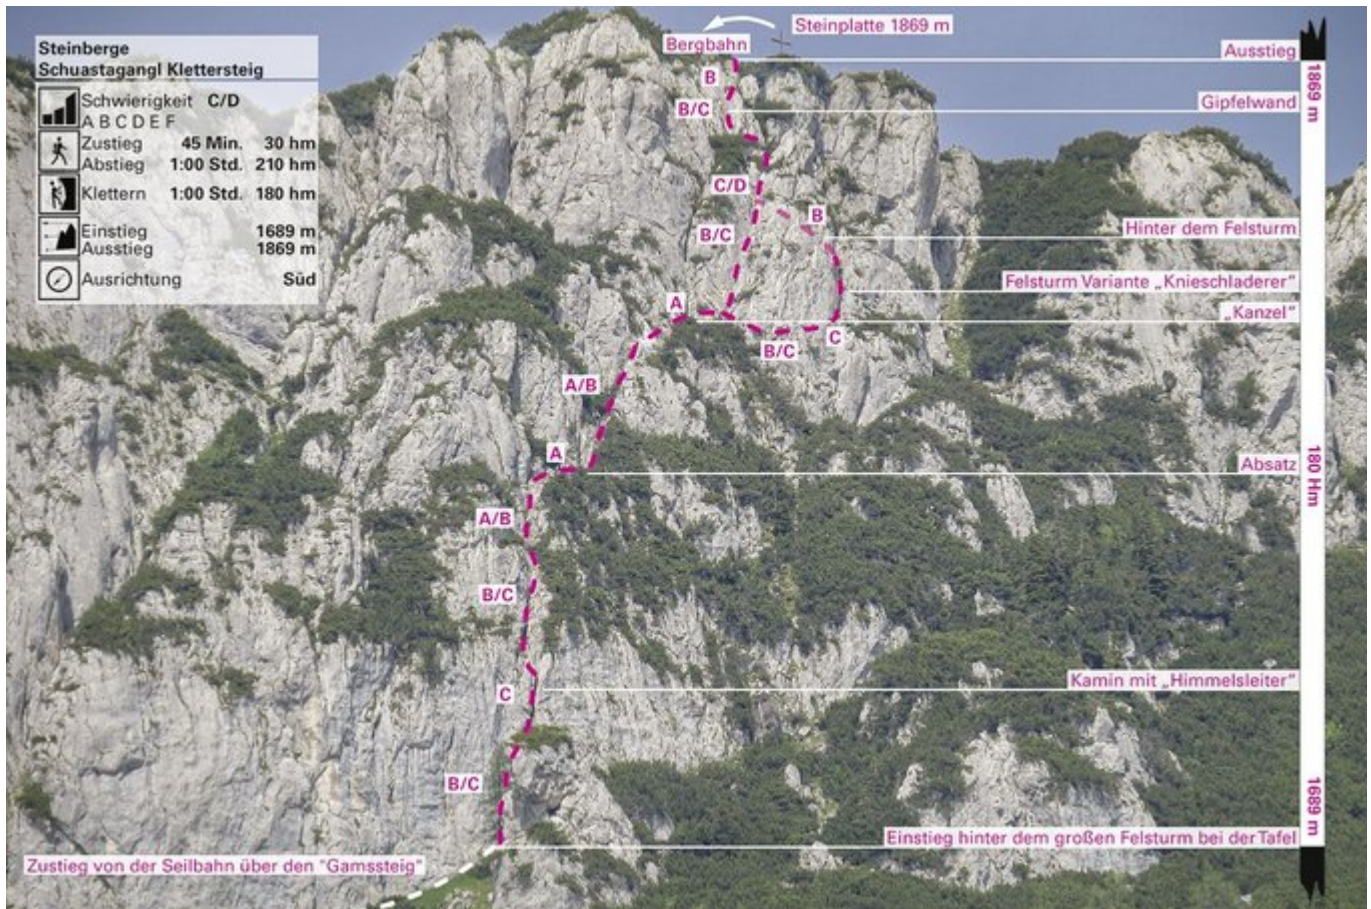 Steinberge
Schuastagangl Klettersteig
Schwierigkeit C/D
A B C D E F
Zustieg 45 Min. 30 hm
Abstieg 1:00 Std. 210 hm
Klettern 1:00 Std. 180 hm
Einstieg 1689 m
Ausstieg 1869 m
Ausrichtung Süd
Steinplatte 1869 m
Bergbahn
Ausstieg
B
Gipfelwand
B/C
C/D
B
Hinter dem Felsturm
B/C
Felsturm Variante „Knieschladerer“
A
„Kanzel“
C
B/C
A/B
A
Absatz
A/B
B/C
Kamin mit „Himmelsleiter“
C
B/C
Einstieg hinter dem großen Felsturm bei der Tafel
Zustieg von der Seilbahn über den "Gamssteig"
1869 m
180 Hm
1689 m